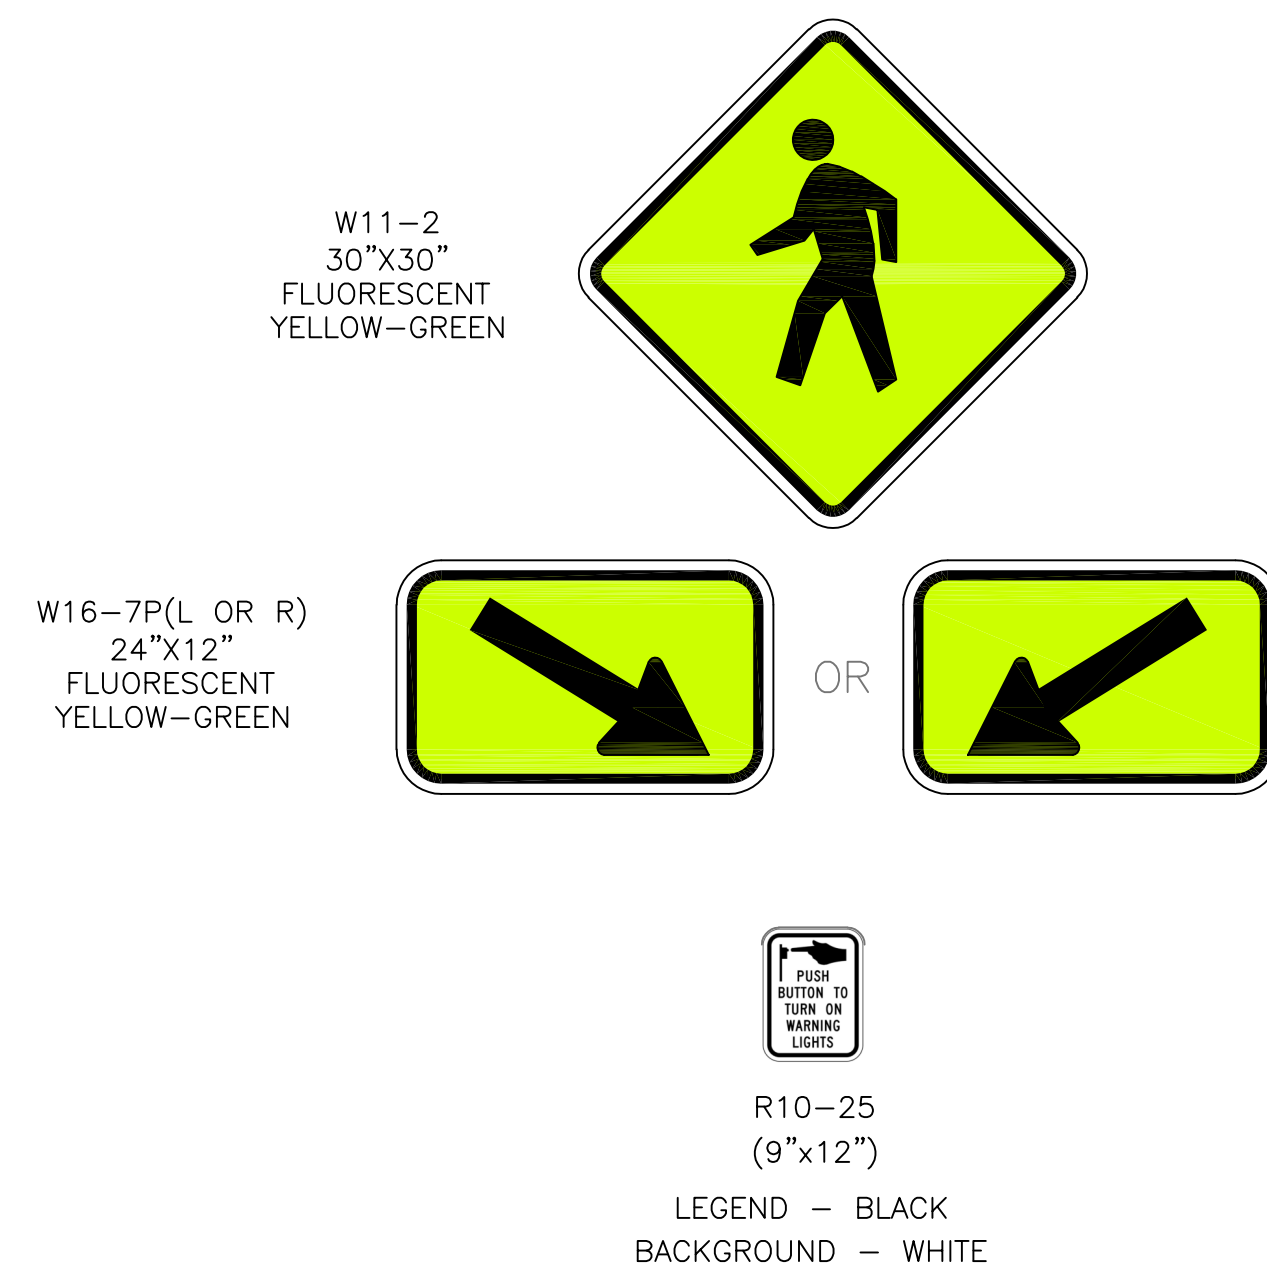 W11-2
30”X30”
FLUORESCENT
YELLOW-GREEN
W16-7P(L OR R)
24”X12”
FLUORESCENT
YELLOW-GREEN
OR
PUSH
BUTTON TO
TURN ON
WARNING
LIGHTS
R10-25
(9”x12”)
LEGEND - BLACK
BACKGROUND - WHITE